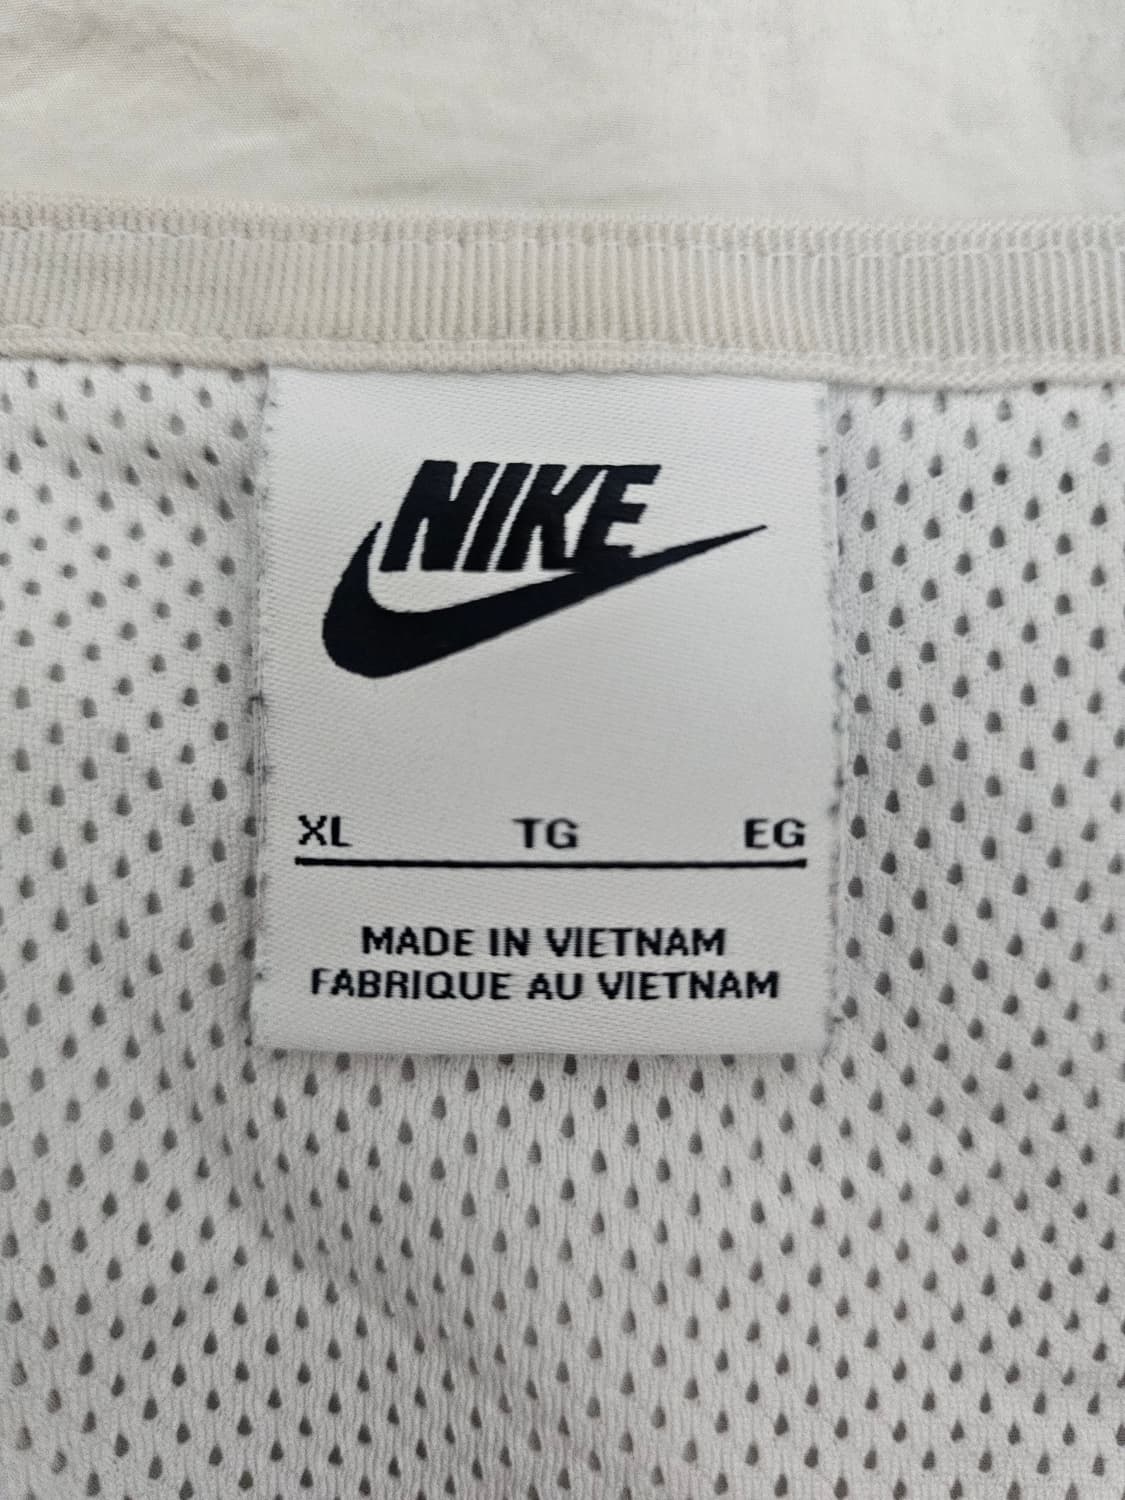 NIKE
XL TG EG
MADE IN VIETNAM
FABRIQUE AU VIETNAM